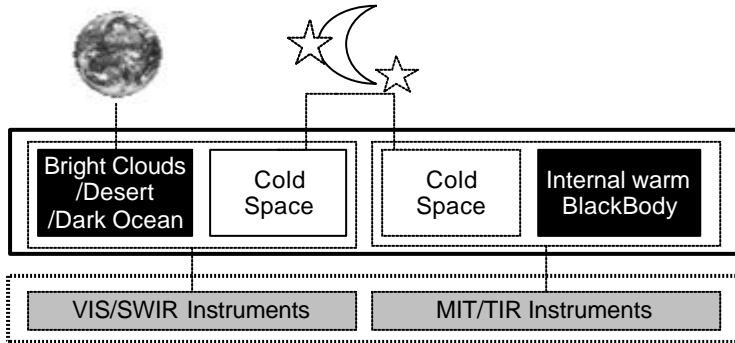 Bright Clouds
/Desert
/Dark Ocean
Cold
Space
Cold
Space
Internal warm
BlackBody
VIS/SWIR Instruments
MIT/TIR Instruments